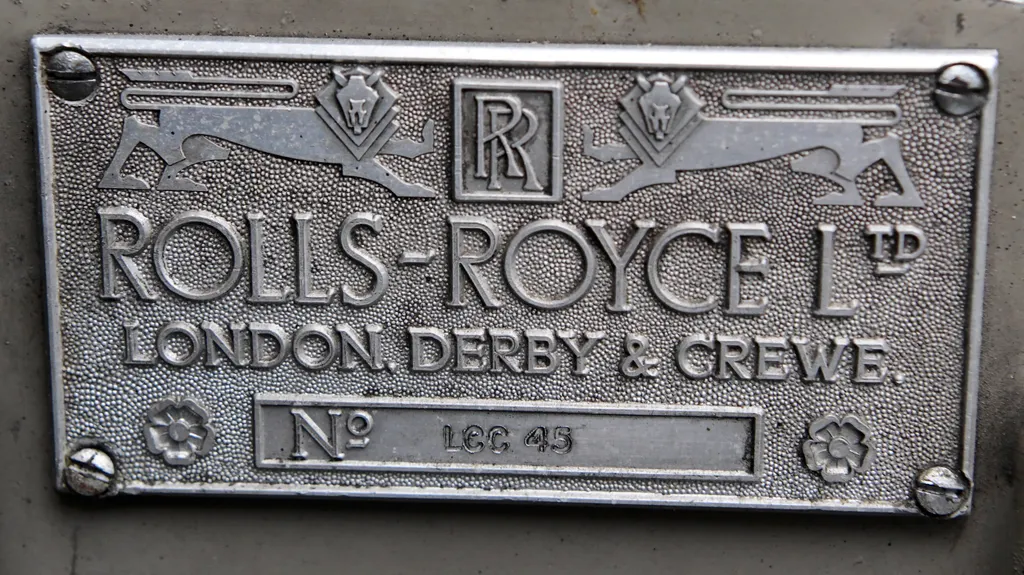 RR
ROLLS-ROYCE LTD
LONDON. DERBY & CREWE.
Nº LCC 45